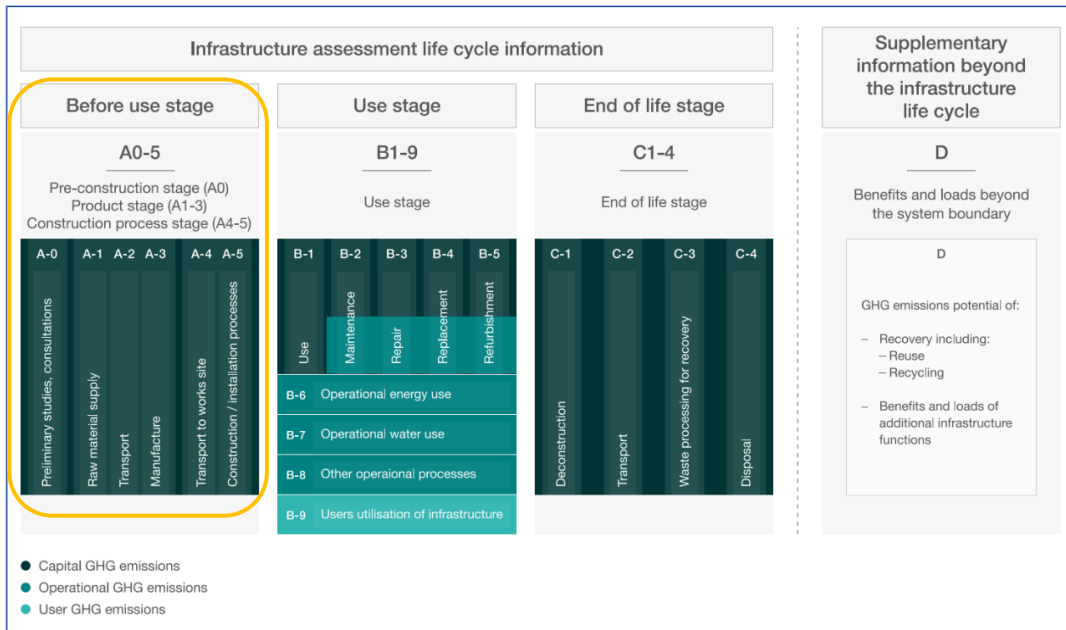 Infrastructure assessment life cycle information
Supplementary
information beyond
the infrastructure
life cycle
Before use stage
Use stage
End of life stage
A0-5
Pre-construction stage (A0)
Product stage (A1-3)
Construction process stage (A4-5)
B1-9
Use stage
C1-4
End of life stage
D
Benefits and loads beyond
the system boundary
A-0
A-1
A-2
A-3
A-4
A-5
Preliminary studies, consultations
Raw material supply
Transport
Manufacture
Transport to works site
Construction / installation processes
B-1
B-2
B-3
B-4
B-5
Use
Maintenance
Repair
Replacement
Refurbishment
B-6 Operational energy use
B-7 Operational water use
B-8 Other operaional processes
B-9 Users utilisation of infrastructure
C-1
C-2
C-3
C-4
Deconstruction
Transport
Waste processing for recovery
Disposal
D
GHG emissions potential of:
– Recovery including:
– Reuse
– Recycling
– Benefits and loads of
additional infrastructure
functions
Capital GHG emissions
Operational GHG emissions
User GHG emissions